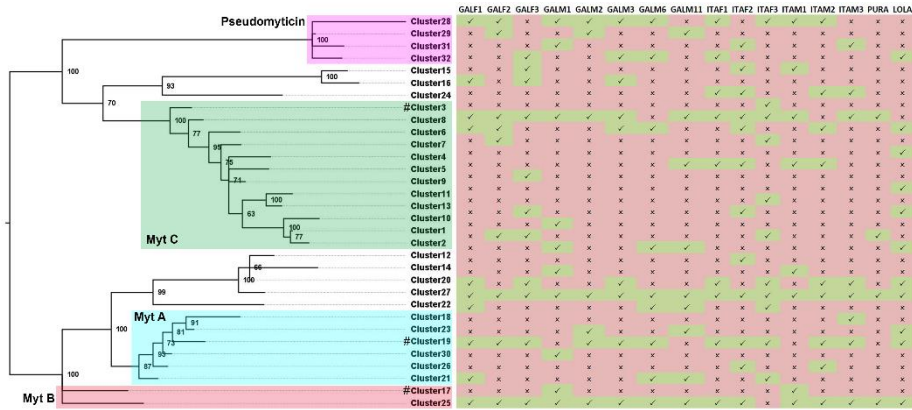 GALF1 GALF2 GALF3 GALM1 GALM2 GALM3 GALM6 GALM11 ITAF1 ITAF2 ITAF3 ITAM1 ITAM2 ITAM3 PURA LOLA
Pseudomyticin
Cluster28
Cluster29
100
Cluster31
Cluster32
100
Cluster15
100
Cluster16
93
Cluster24
70
#Cluster3
Cluster8
100
Cluster6
77
Cluster7
95
Cluster4
75
Cluster5
Cluster9
71
Cluster11
100
Cluster13
63
Cluster10
Cluster1
77
Cluster2
Myt C
Cluster12
66
Cluster14
100
Cluster20
99
Cluster27
Cluster22
Myt A
Cluster18
91
100
81
Cluster23
73
#Cluster19
93
Cluster30
87
Cluster26
100
Cluster21
#Cluster17
Myt B
Cluster25